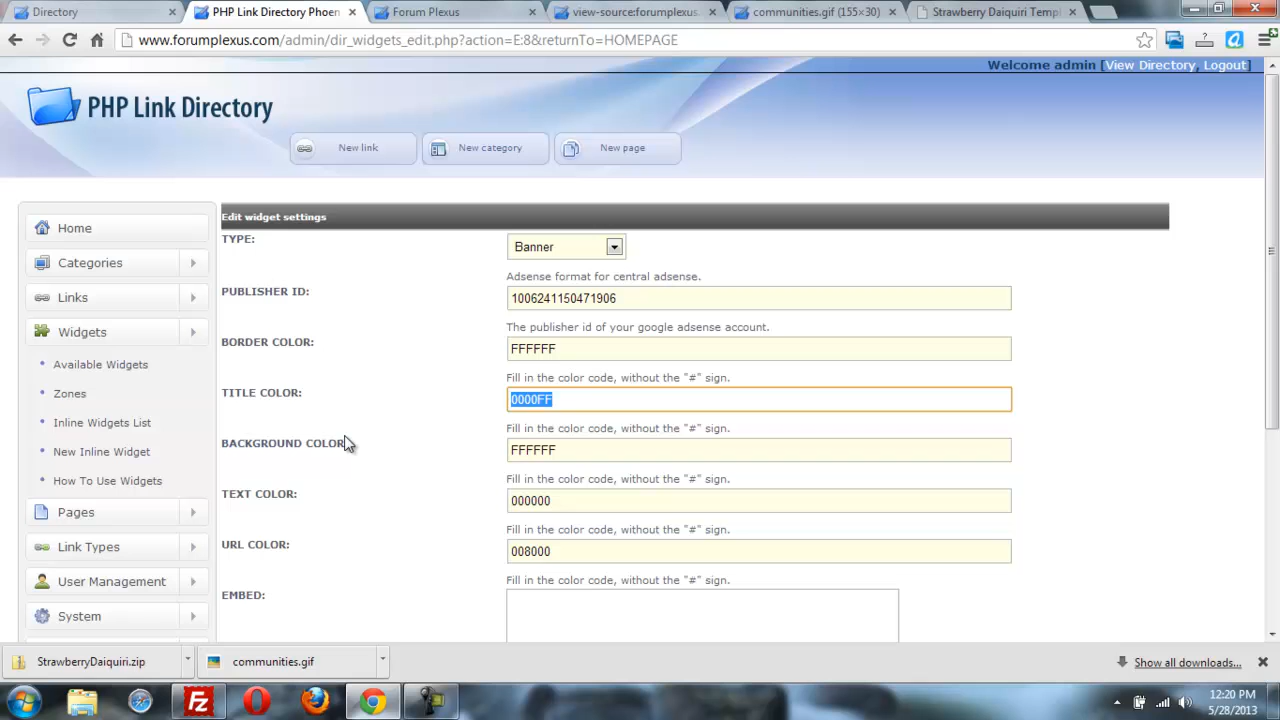 Directory
PHP Link Directory Phoen
Forum Plexus
view-source:forumplexus.
communities.gif (155×30)
Strawberry Daiquiri Templ
www.forumplexus.com/admin/dir_widgets_edit.php?action=E:8&returnTo=HOMEPAGE
Welcome admin [View Directory, Logout]
PHP Link Directory
New link
New category
New page
Home
Categories
Links
Widgets
Available Widgets
Zones
Inline Widgets List
New Inline Widget
How To Use Widgets
Pages
Link Types
User Management
System
Edit widget settings
TYPE:
Banner
Adsense format for central adsense.
PUBLISHER ID:
1006241150471906
The publisher id of your google adsense account.
BORDER COLOR:
FFFFFF
Fill in the color code, without the "#" sign.
TITLE COLOR:
0000FF
Fill in the color code, without the "#" sign.
BACKGROUND COLOR
FFFFFF
Fill in the color code, without the "#" sign.
TEXT COLOR:
000000
Fill in the color code, without the "#" sign.
URL COLOR:
008000
Fill in the color code, without the "#" sign.
EMBED:
StrawberryDaiquiri.zip
communities.gif
Show all downloads...
12:20 PM
5/28/2013